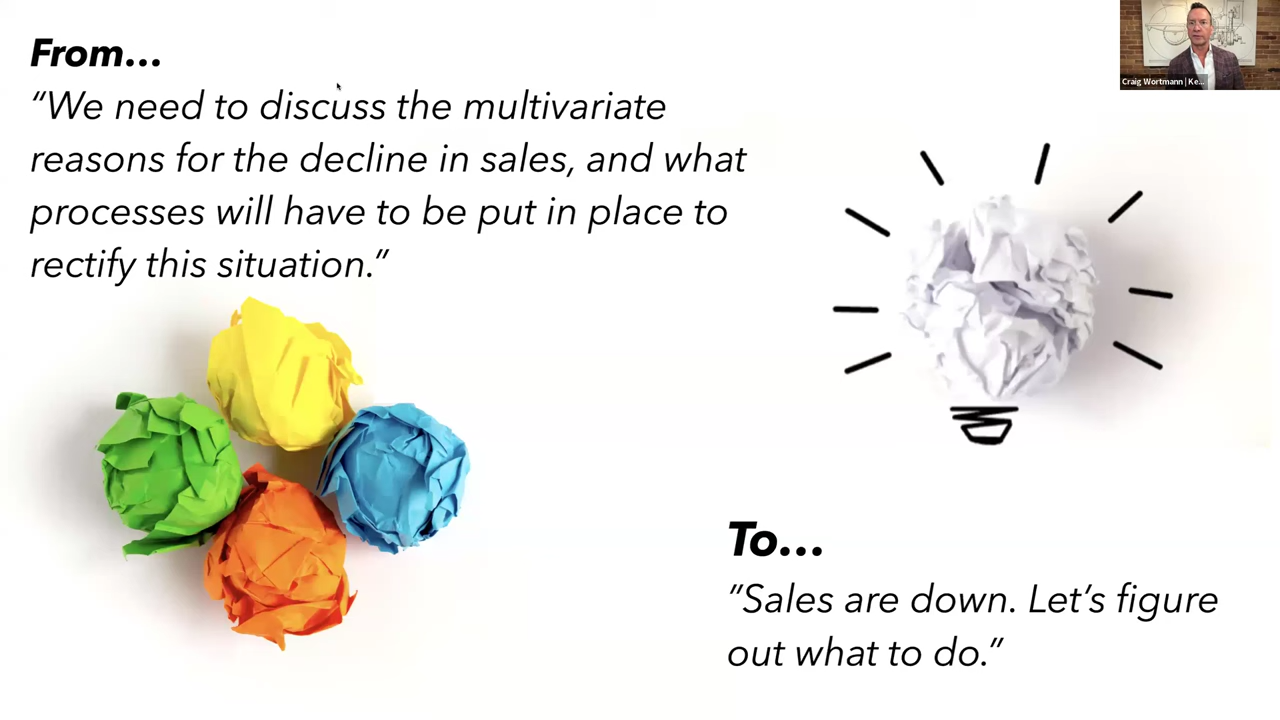 From...
“We need to discuss the multivariate
reasons for the decline in sales, and what
processes will have to be put in place to
rectify this situation.”
Craig Wortmann | Ke...
To...
“Sales are down. Let’s figure
out what to do.”